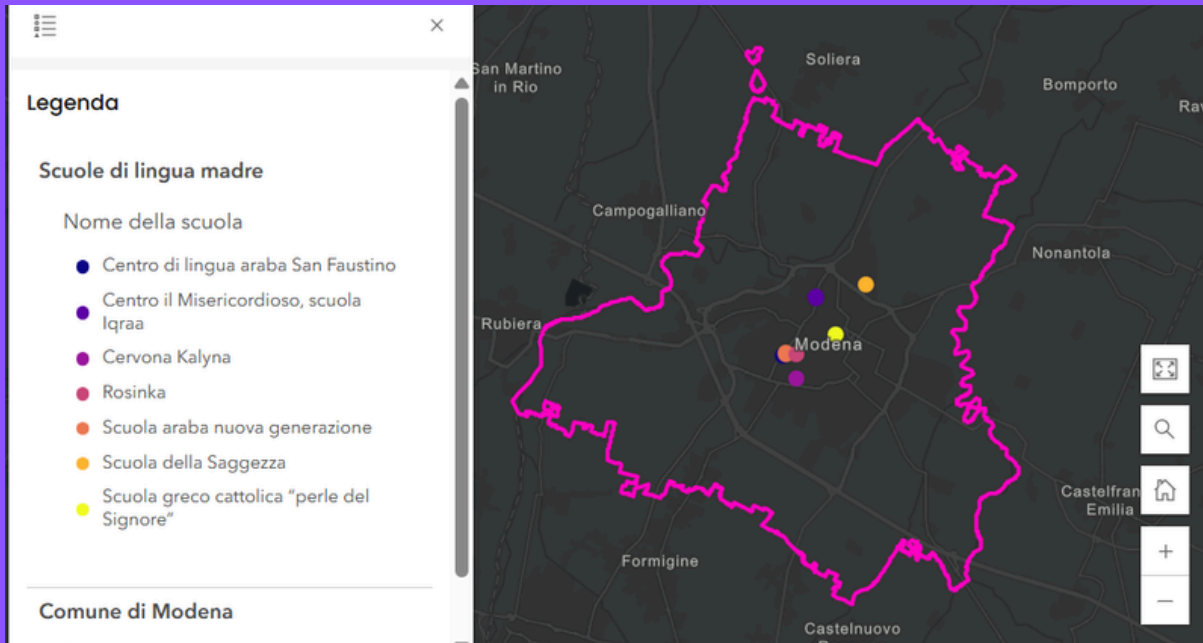 Legenda
Scuole di lingua madre
Nome della scuola
Centro di lingua araba San Faustino
Centro il Misericordioso, scuola
Iqraa
Cervona Kalyna
Rosinka
Scuola araba nuova generazione
Scuola della Saggezza
Scuola greco cattolica “perle del
Signore”
Comune di Modena
San Martino
in Rio
Soliera
Bomporto
Campogalliano
Nonantola
Rubiera
Modena
Castelfran
Emilia
Formigine
Castelnuovo